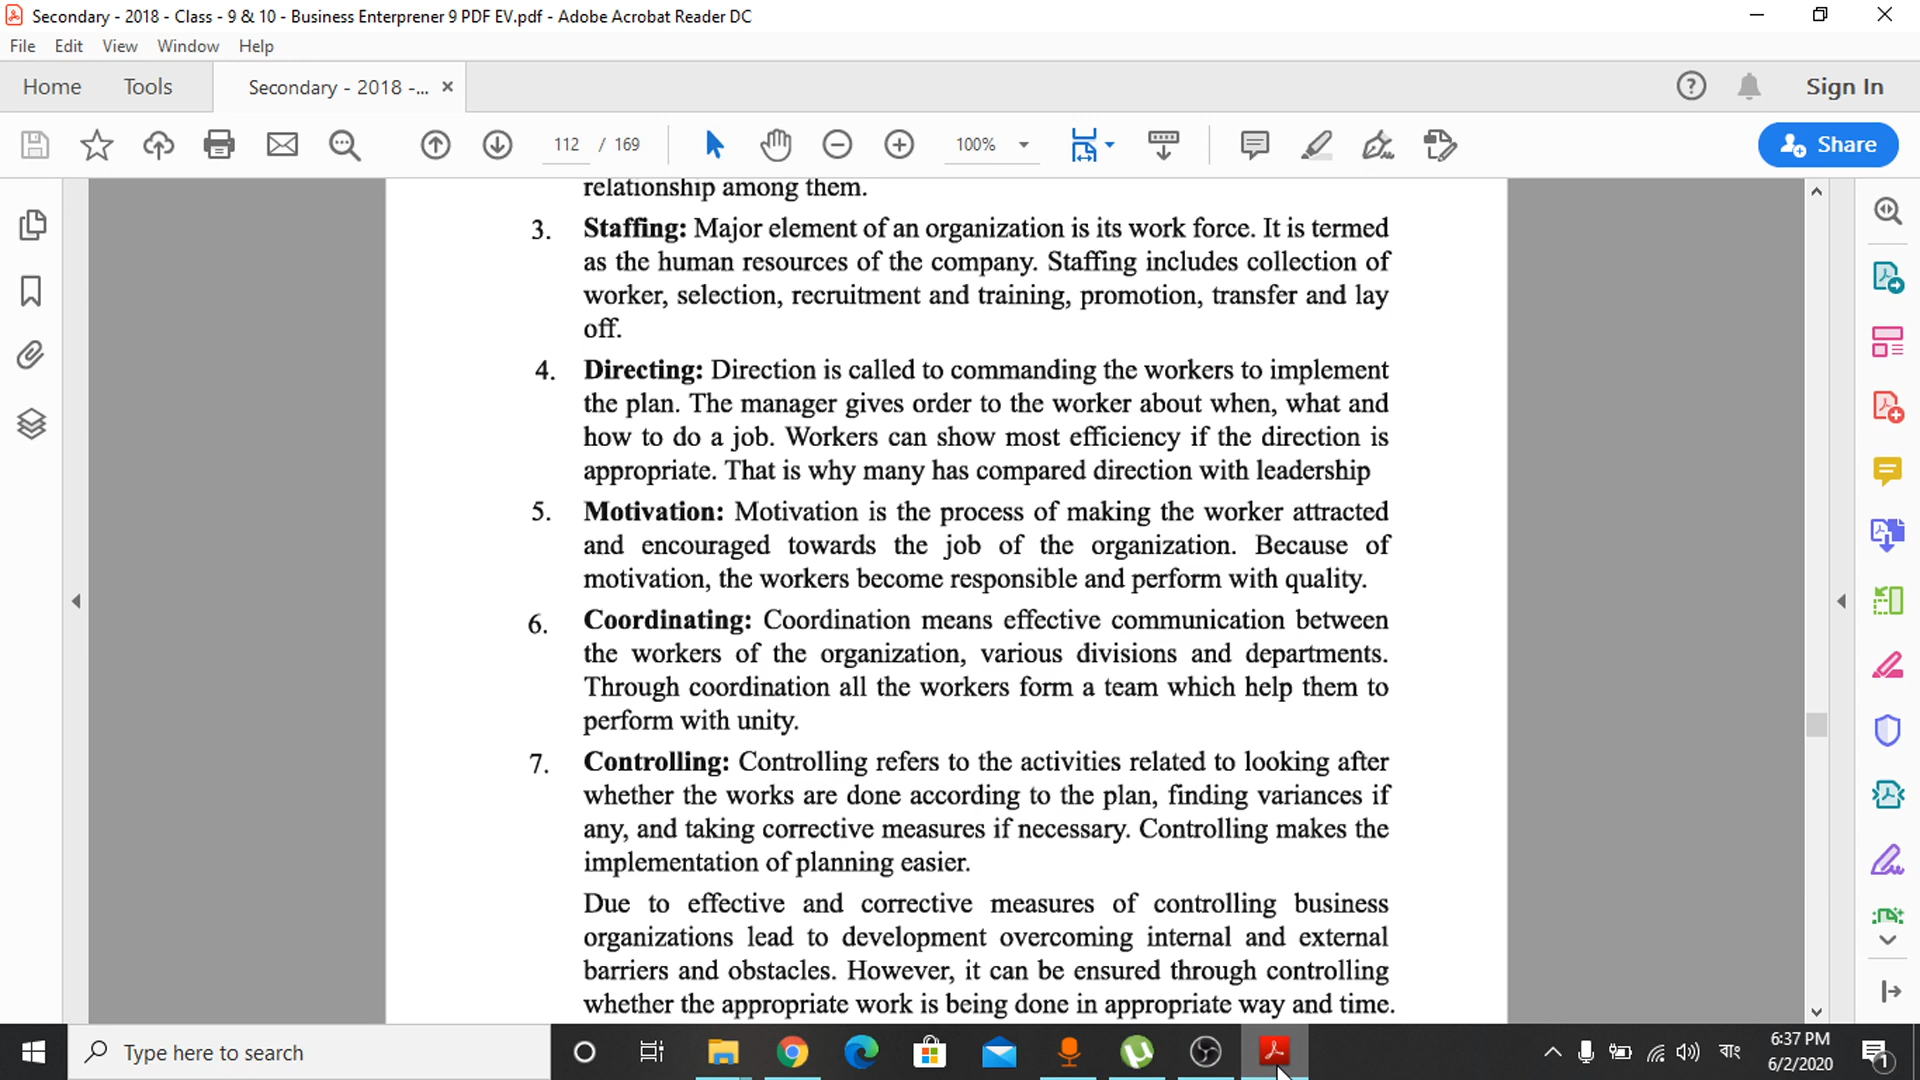 Secondary - 2018 - Class - 9 & 10 - Business Enterprener 9 PDF EV.pdf - Adobe Acrobat Reader DC
File Edit View Window Help
Home Tools Secondary - 2018 -... × Sign In
112 / 169 100% Share
relationship among them.
3. Staffing: Major element of an organization is its work force. It is termed
as the human resources of the company. Staffing includes collection of
worker, selection, recruitment and training, promotion, transfer and lay
off.
4. Directing: Direction is called to commanding the workers to implement
the plan. The manager gives order to the worker about when, what and
how to do a job. Workers can show most efficiency if the direction is
appropriate. That is why many has compared direction with leadership
5. Motivation: Motivation is the process of making the worker attracted
and encouraged towards the job of the organization. Because of
motivation, the workers become responsible and perform with quality.
6. Coordinating: Coordination means effective communication between
the workers of the organization, various divisions and departments.
Through coordination all the workers form a team which help them to
perform with unity.
7. Controlling: Controlling refers to the activities related to looking after
whether the works are done according to the plan, finding variances if
any, and taking corrective measures if necessary. Controlling makes the
implementation of planning easier.
Due to effective and corrective measures of controlling business
organizations lead to development overcoming internal and external
barriers and obstacles. However, it can be ensured through controlling
whether the appropriate work is being done in appropriate way and time.
Type here to search
বাং
6:37 PM
6/2/2020
1